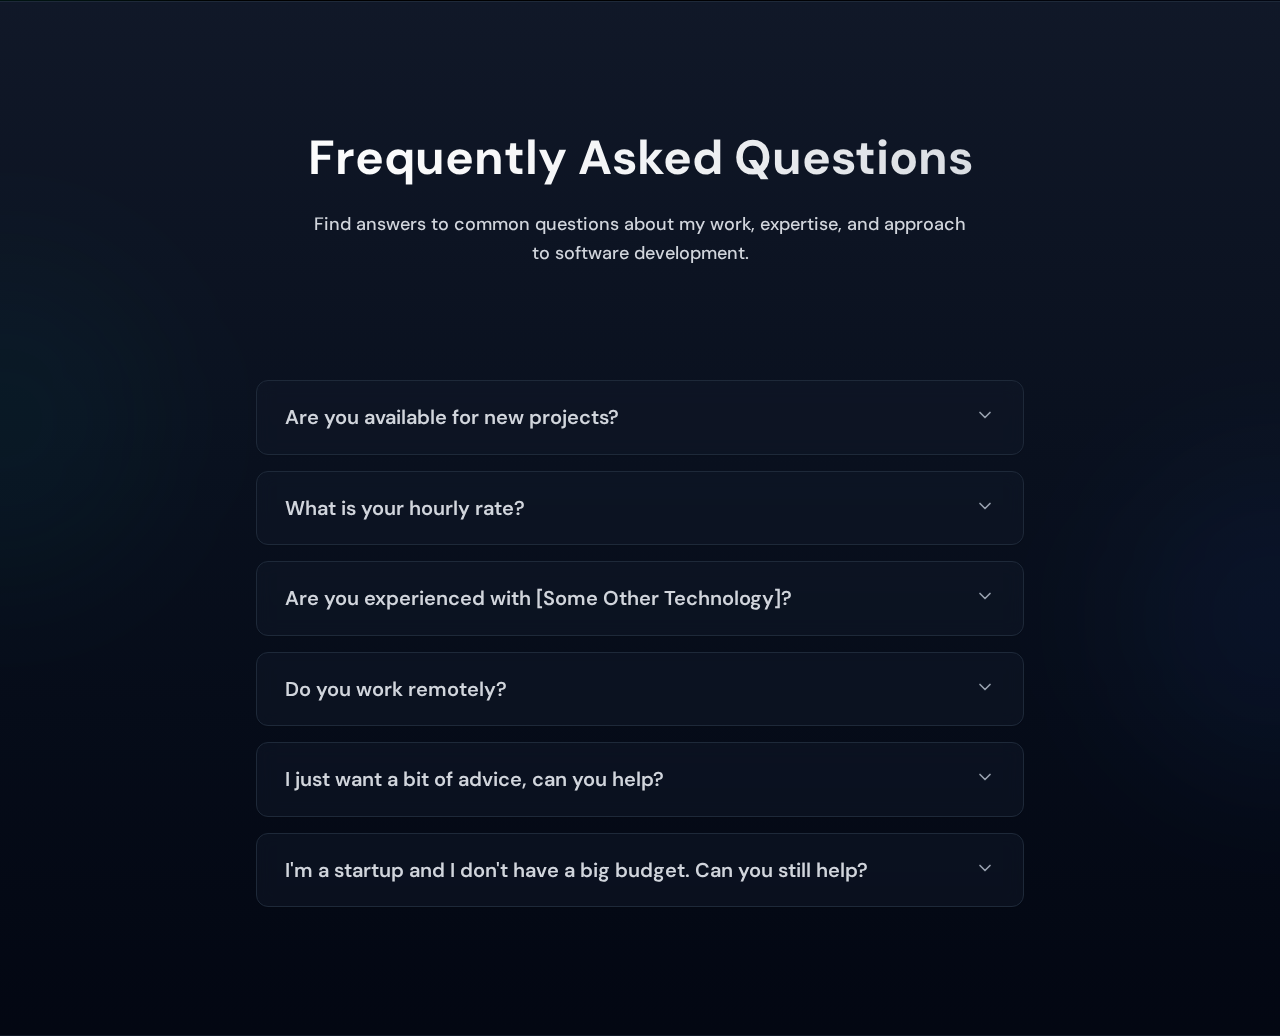 Frequently Asked Questions
Find answers to common questions about my work, expertise, and approach
to software development.
Are you available for new projects?
What is your hourly rate?
Are you experienced with [Some Other Technology]?
Do you work remotely?
I just want a bit of advice, can you help?
I'm a startup and I don't have a big budget. Can you still help?